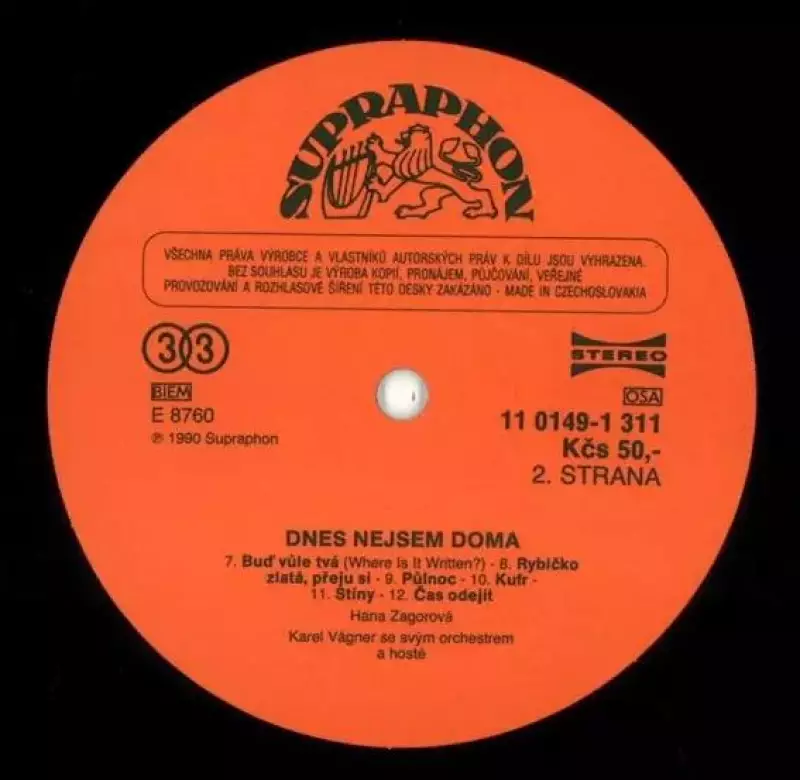 SUPRAPHON
VŠECHNA PRÁVA VÝROBCE A VLASTNÍKŮ AUTORSKÝCH PRÁV K DÍLU JSOU VYHRAZENA.
BEZ SOUHLASU JE VÝROBA KOPIÍ, PRONÁJEM, PŮJČOVÁNÍ, VEŘEJNÉ
PROVOZOVÁNÍ A ROZHLASOVÉ ŠÍŘENÍ TÉTO DESKY ZAKÁZÁNO - MADE IN CZECHOSLOVAKIA
33
STEREO
BIEM
OSA
E 8760
11 0149-1 311
℗ 1990 Supraphon
Kčs 50,-
2. STRANA
DNES NEJSEM DOMA
7. Buď vůle tvá (Where Is It Written?) - 8. Rybičko
zlatá, přeju si - 9. Půlnoc - 10. Kufr -
11. Stíny - 12. Čas odejít
Hana Zagorová
Karel Vágner se svým orchestrem
a hosté